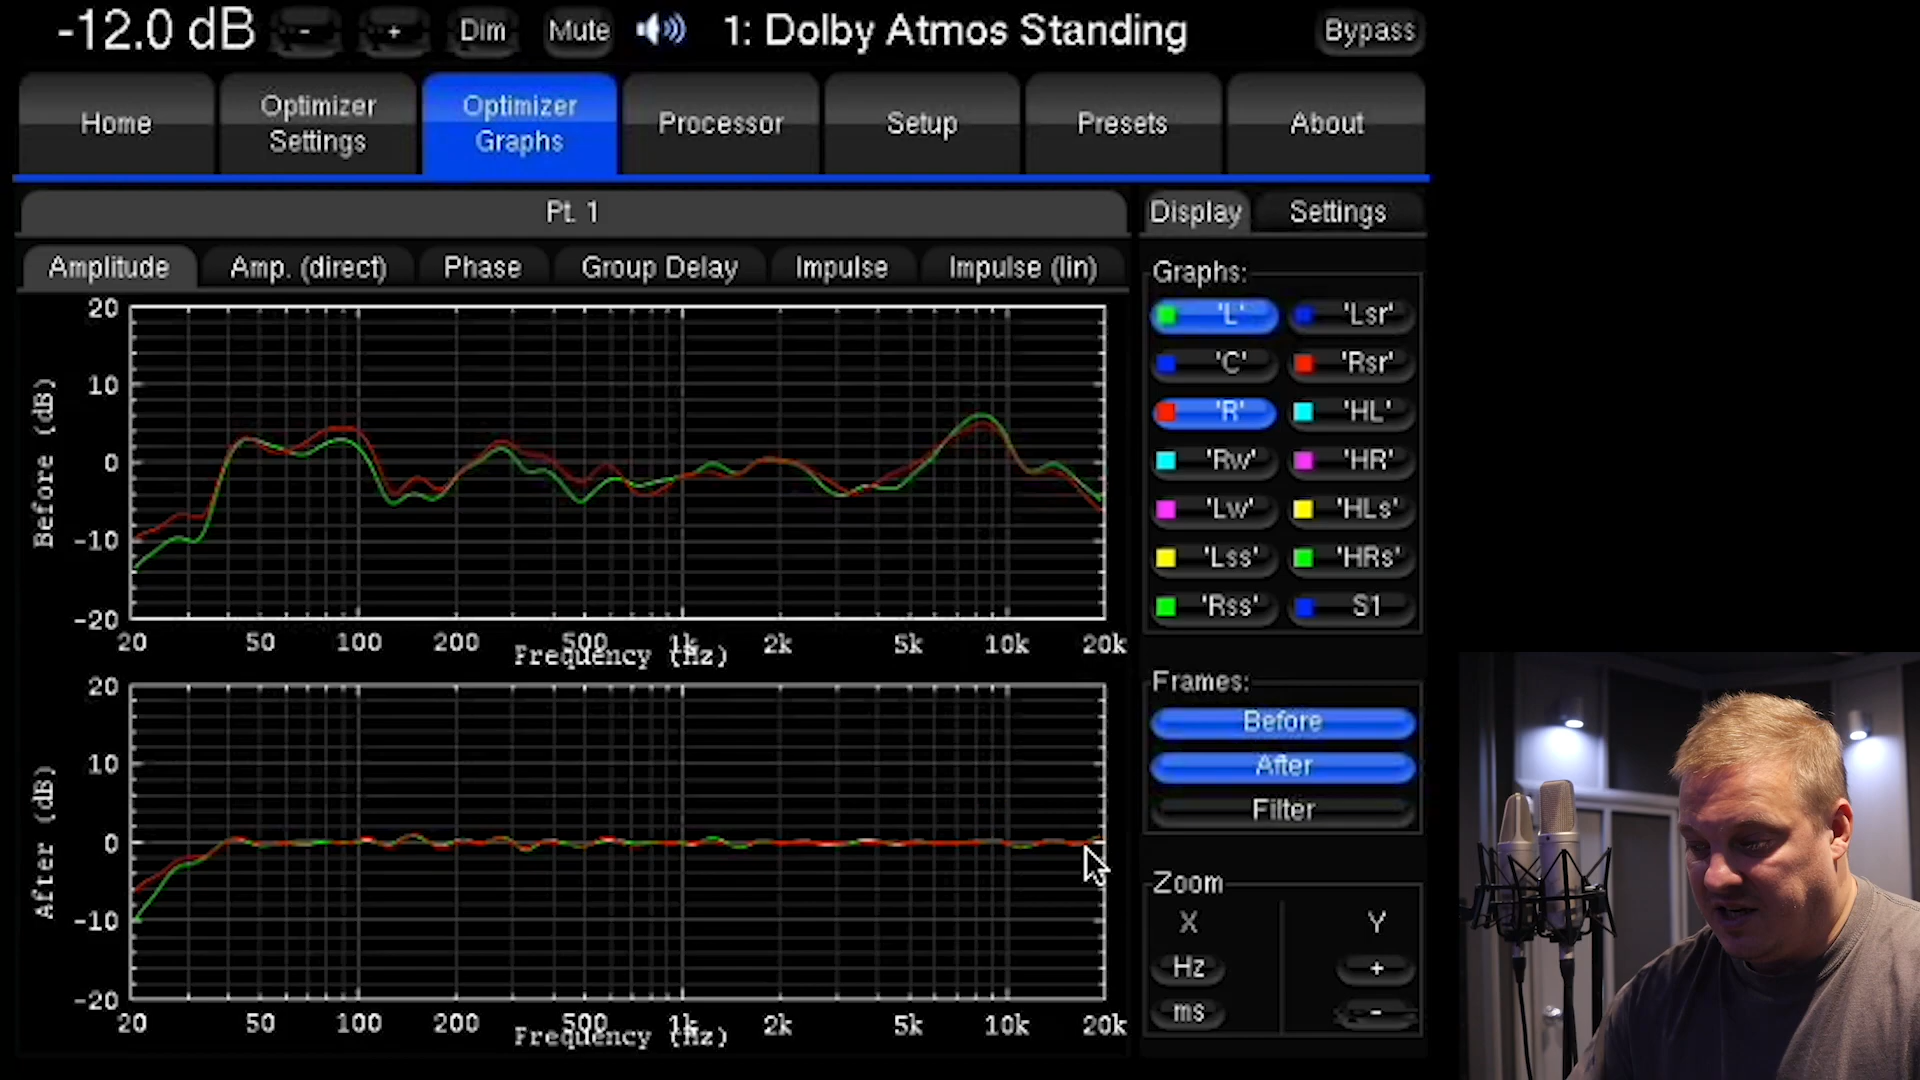 -12.0 dB - + Dim Mute 1: Dolby Atmos Standing Bypass
Home
Optimizer
Settings
Optimizer
Graphs
Processor
Setup
Presets
About
Pt. 1
Display
Settings
Amplitude
Amp. (direct)
Phase
Group Delay
Impulse
Impulse (lin)
20
10
0
-10
-20
Before (dB)
20 50 100 200 500 1k 2k 5k 10k 20k
Frequency (Hz)
20
10
0
-10
-20
After (dB)
20 50 100 200 500 1k 2k 5k 10k 20k
Frequency (Hz)
Graphs:
'L' 'Lsr'
'C' 'Rsr'
'R' 'HL'
'Rw' 'HR'
'Lw' 'HLs'
'Lss' 'HRs'
'Rss' S1
Frames:
Before
After
Filter
Zoom
X Y
Hz +
ms -